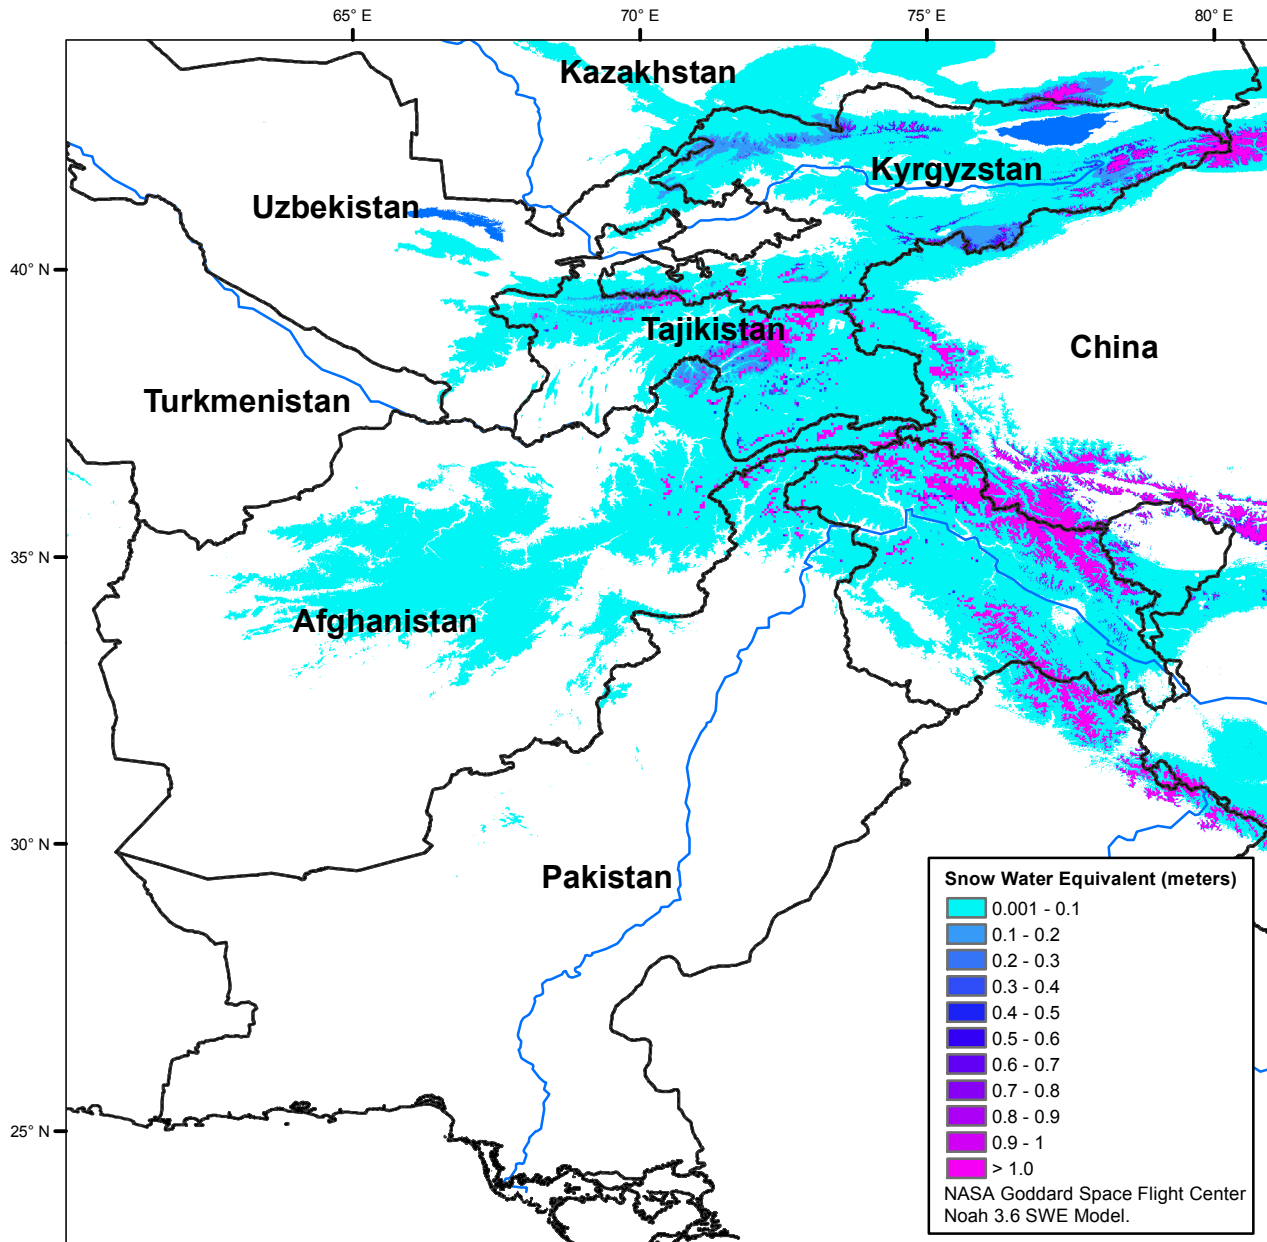 65° E
70° E
75° E
80° E
Kazakhstan
Kyrgyzstan
Uzbekistan
40° N
Tajikistan
China
Turkmenistan
35° N
Afghanistan
30° N
Pakistan
25° N
Snow Water Equivalent (meters)
0.001 - 0.1
0.1 - 0.2
0.2 - 0.3
0.3 - 0.4
0.4 - 0.5
0.5 - 0.6
0.6 - 0.7
0.7 - 0.8
0.8 - 0.9
0.9 - 1
> 1.0
NASA Goddard Space Flight Center
Noah 3.6 SWE Model.